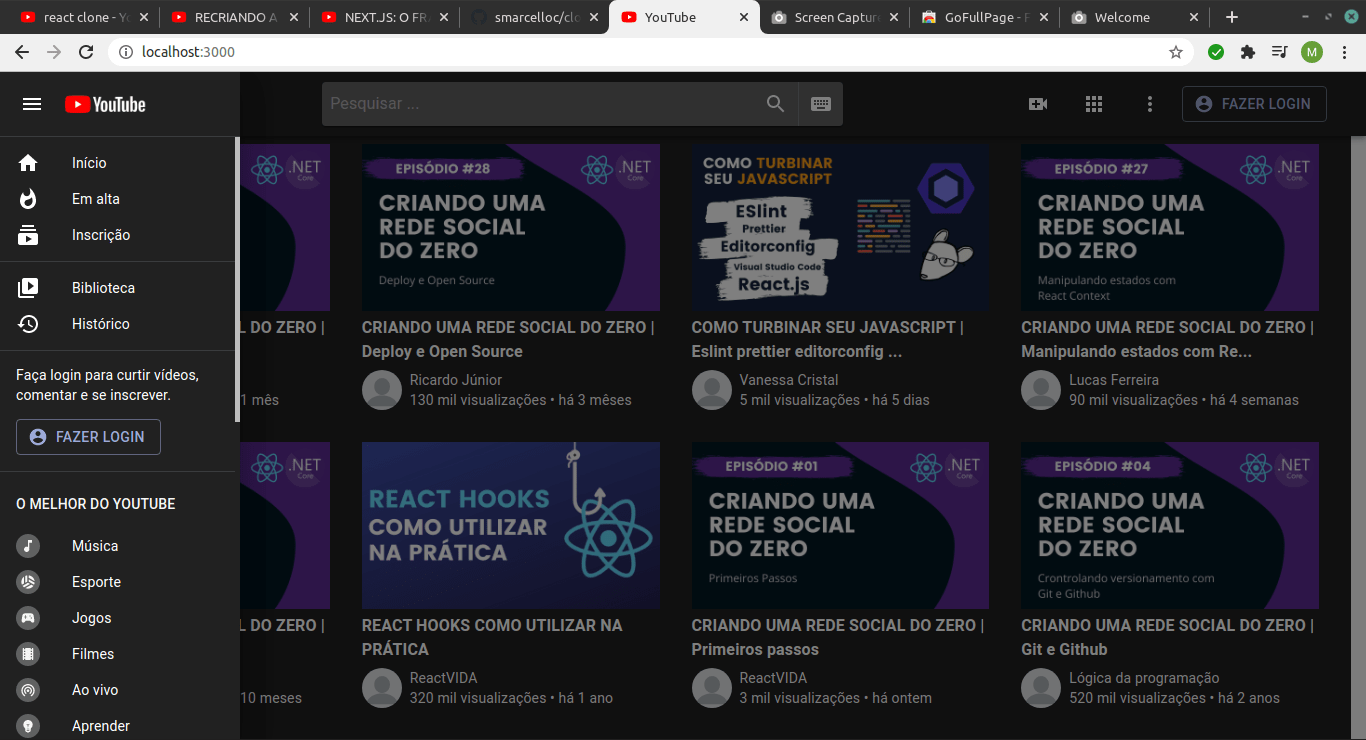 react clone - Yo
RECRIANDO A
NEXT.JS: O FRA
smarcelloc/clo
YouTube
Screen Capture
GoFullPage - F
Welcome
localhost:3000
M
YouTube
Pesquisar ...
FAZER LOGIN
Início
Em alta
Inscrição
Biblioteca
Histórico
Faça login para curtir vídeos,
comentar e se inscrever.
FAZER LOGIN
O MELHOR DO YOUTUBE
Música
Esporte
Jogos
Filmes
Ao vivo
Aprender
.NET
Core
L DO ZERO |
1 mês
EPISÓDIO #28
.NET
Core
CRIANDO UMA
REDE SOCIAL
DO ZERO
Deploy e Open Source
CRIANDO UMA REDE SOCIAL DO ZERO |
Deploy e Open Source
Ricardo Júnior
130 mil visualizações • há 3 mêses
COMO TURBINAR
SEU JAVASCRIPT
ESlint
Prettier
Editorconfig
Visual Studio Code
React.js
COMO TURBINAR SEU JAVASCRIPT |
Eslint prettier editorconfig ...
Vanessa Cristal
5 mil visualizações • há 5 dias
EPISÓDIO #27
.NET
Core
CRIANDO UMA
REDE SOCIAL
DO ZERO
Manipulando estados com
React Context
CRIANDO UMA REDE SOCIAL DO ZERO |
Manipulando estados com Re...
Lucas Ferreira
90 mil visualizações • há 4 semanas
.NET
Core
L DO ZERO |
10 meses
REACT HOOKS
COMO UTILIZAR
NA PRÁTICA
REACT HOOKS COMO UTILIZAR NA
PRÁTICA
ReactVIDA
320 mil visualizações • há 1 ano
EPISÓDIO #01
.NET
Core
CRIANDO UMA
REDE SOCIAL
DO ZERO
Primeiros Passos
CRIANDO UMA REDE SOCIAL DO ZERO |
Primeiros passos
ReactVIDA
3 mil visualizações • há ontem
EPISÓDIO #04
.NET
Core
CRIANDO UMA
REDE SOCIAL
DO ZERO
Crontrolando versionamento com
Git e Github
CRIANDO UMA REDE SOCIAL DO ZERO |
Git e Github
Lógica da programação
520 mil visualizações • há 2 anos